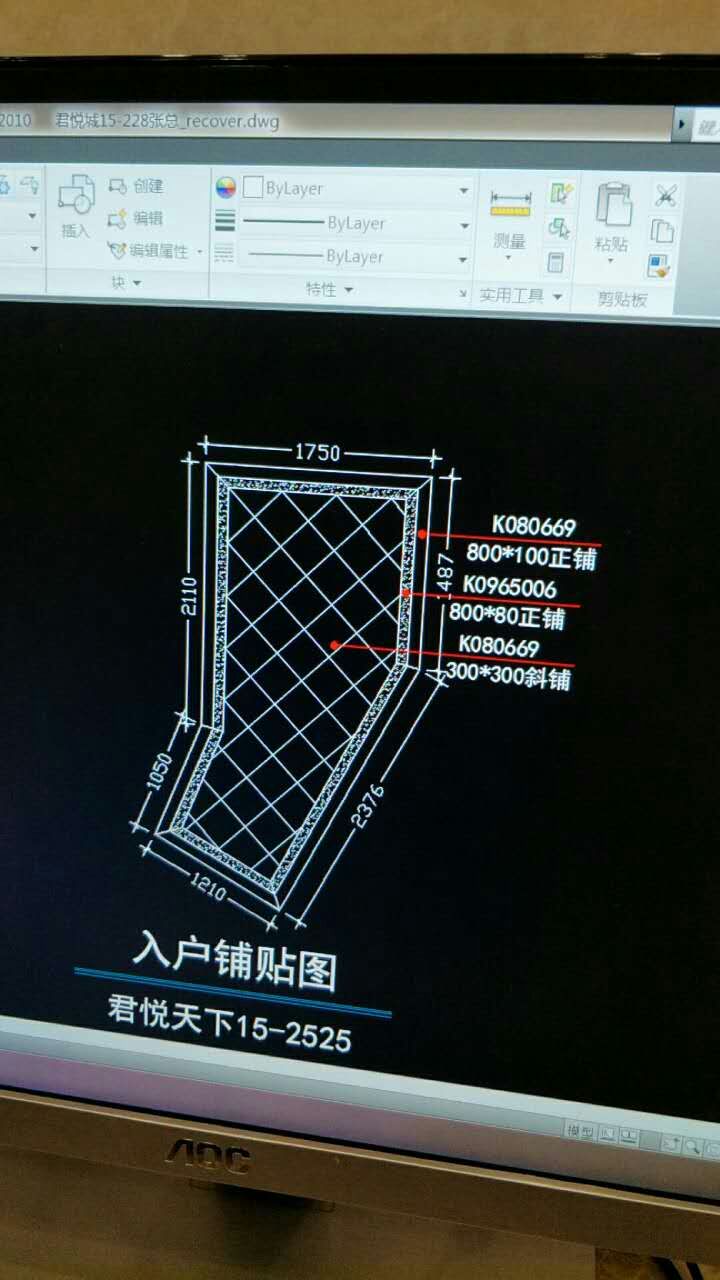 2010 君悦城15-228张总_recover.dwg
插入
创建
编辑
编辑属性
块
ByLayer
ByLayer
ByLayer
特性
测量
实用工具
粘贴
剪贴板
1750
2110
1487
K080669
800*100正铺
K0965006
800*80正铺
K080669
300*300斜铺
1050
2376
1210
入户铺贴图
君悦天下15-2525
模型
AOC